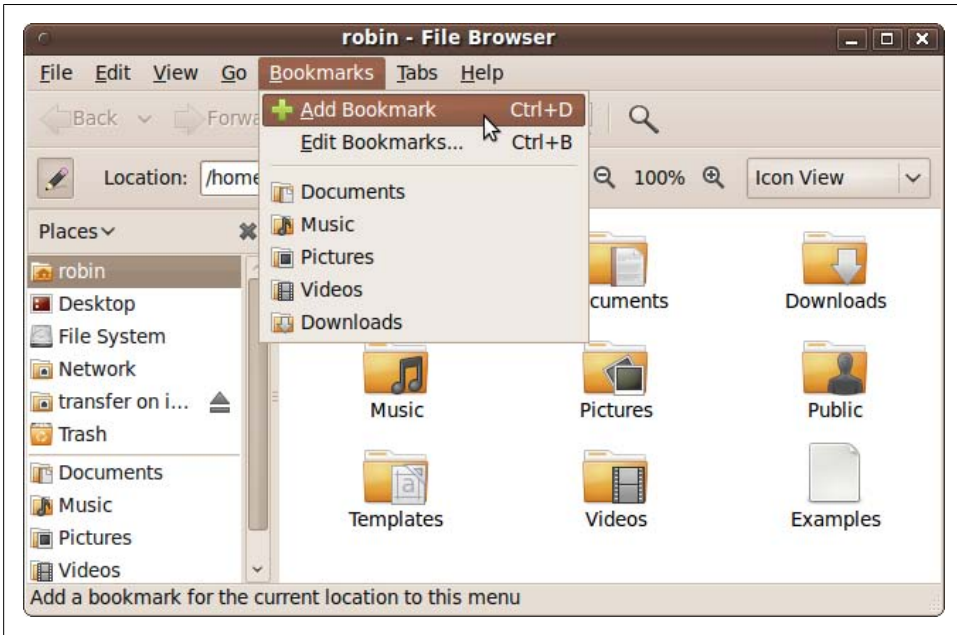 robin - File Browser
File Edit View Go Bookmarks Tabs Help
Back Forwa
Add Bookmark Ctrl+D
Edit Bookmarks... Ctrl+B
Documents
Music
Pictures
Videos
Downloads
Location: /home
100% Icon View
Places
robin
Desktop
File System
Network
transfer on i...
Trash
Documents
Music
Pictures
Videos
cuments Downloads
Music Pictures Public
Templates Videos Examples
Add a bookmark for the current location to this menu